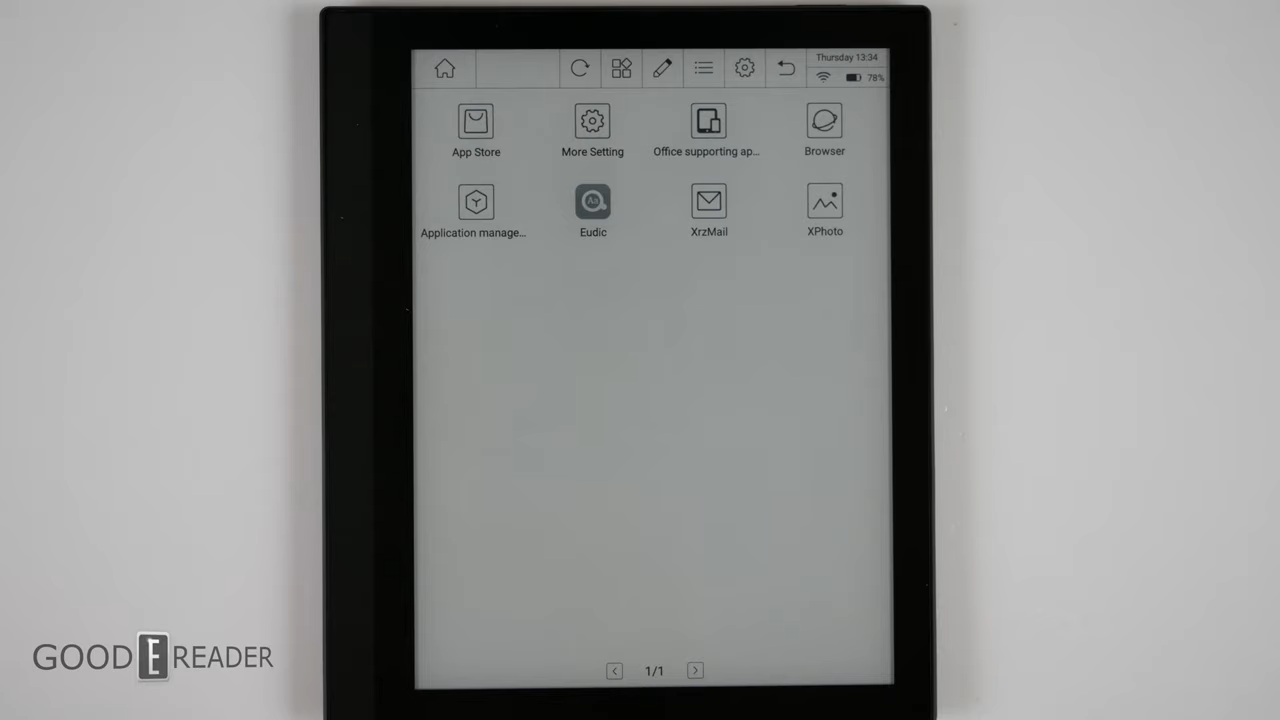 Thursday 13:34
78%
App Store
More Setting
Office supporting ap...
Browser
Application manage...
Aa
Eudic
XrzMail
XPhoto
1/1
GOOD E READER